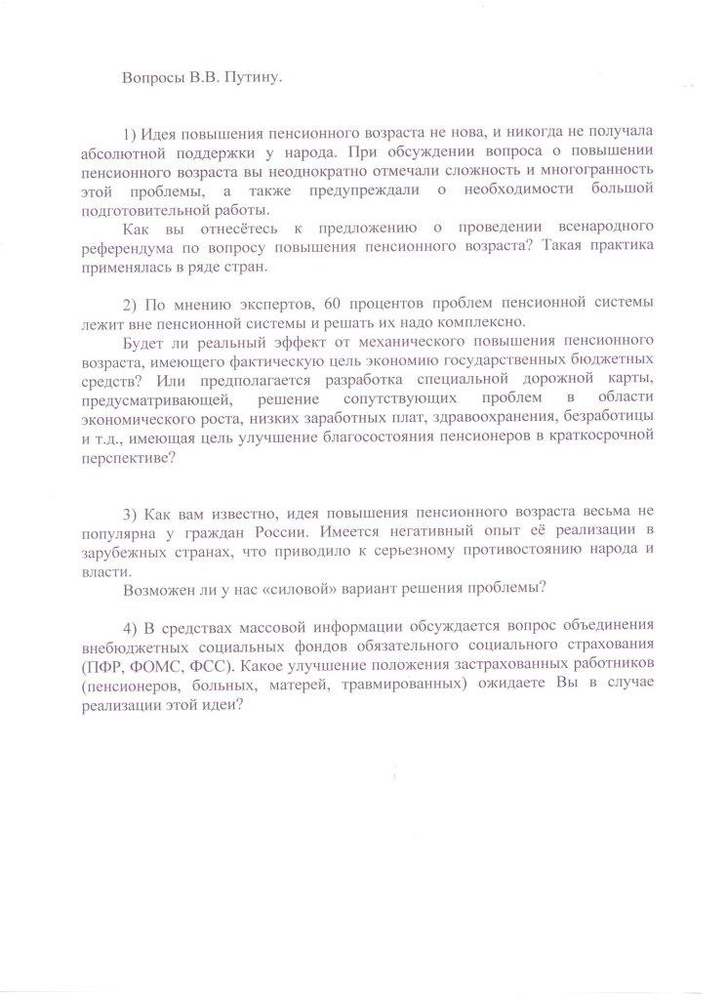 Вопросы В.В. Путину.
1) Идея повышения пенсионного возраста не нова, и никогда не получала
абсолютной поддержки у народа. При обсуждении вопроса о повышении
пенсионного возраста вы неоднократно отмечали сложность и многогранность
этой проблемы, а также предупреждали о необходимости большой
подготовительной работы.
Как вы отнесётесь к предложению о проведении всенародного
референдума по вопросу повышения пенсионного возраста? Такая практика
применялась в ряде стран.
2) По мнению экспертов, 60 процентов проблем пенсионной системы
лежит вне пенсионной системы и решать их надо комплексно.
Будет ли реальный эффект от механического повышения пенсионного
возраста, имеющего фактическую цель экономию государственных бюджетных
средств? Или предполагается разработка специальной дорожной карты,
предусматривающей, решение сопутствующих проблем в области
экономического роста, низких заработных плат, здравоохранения, безработицы
и т.д., имеющая цель улучшение благосостояния пенсионеров в краткосрочной
перспективе?
3) Как вам известно, идея повышения пенсионного возраста весьма не
популярна у граждан России. Имеется негативный опыт её реализации в
зарубежных странах, что приводило к серьезному противостоянию народа и
власти.
Возможен ли у нас «силовой» вариант решения проблемы?
4) В средствах массовой информации обсуждается вопрос объединения
внебюджетных социальных фондов обязательного социального страхования
(ПФР, ФОМС, ФСС). Какое улучшение положения застрахованных работников
(пенсионеров, больных, матерей, травмированных) ожидаете Вы в случае
реализации этой идеи?